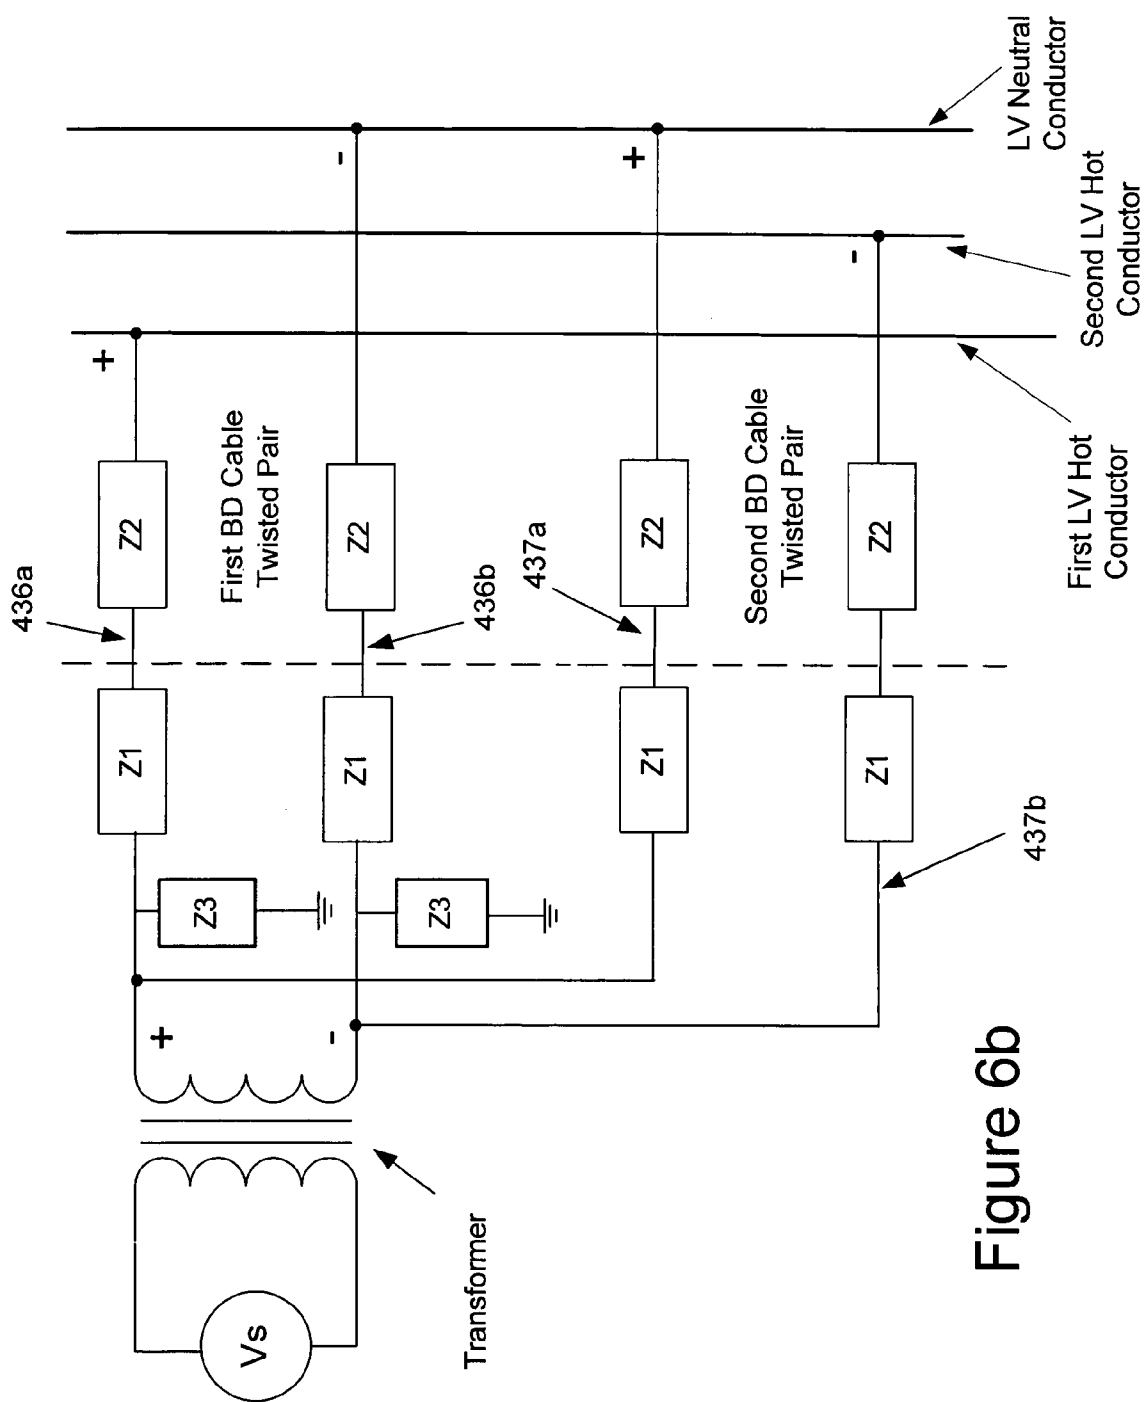 436a
+
Z1
Z2
+
Z3
First BD Cable
Twisted Pair
Vs
-
-
Z1
Z2
Z3
Transformer
436b
437a
+
Z1
Z2
Second BD Cable
Twisted Pair
-
Z1
Z2
437b
First LV Hot
Conductor
Second LV Hot
Conductor
LV Neutral
Conductor
Figure 6b